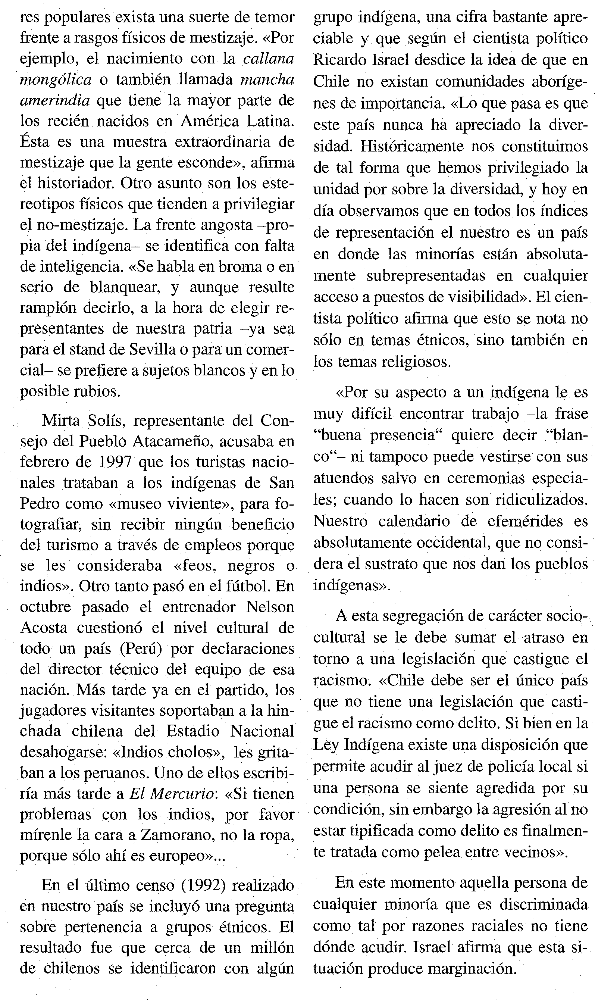 res populares exista una suerte de temor
frente a rasgos físicos de mestizaje. «Por
ejemplo, el nacimiento con la callana
mongólica o también llamada mancha
amerindia que tiene la mayor parte de
los recién nacidos en América Latina.
Ésta es una muestra extraordinaria de
mestizaje que la gente esconde», afirma
el historiador. Otro asunto son los este-
reotipos físicos que tienden a privilegiar
el no-mestizaje. La frente angosta –pro-
pia del indígena– se identifica con falta
de inteligencia. «Se habla en broma o en
serio de blanquear, y aunque resulte
ramplón decirlo, a la hora de elegir re-
presentantes de nuestra patria –ya sea
para el stand de Sevilla o para un comer-
cial– se prefiere a sujetos blancos y en lo
posible rubios.
Mirta Solís, representante del Con-
sejo del Pueblo Atacameño, acusaba en
febrero de 1997 que los turistas nacio-
nales trataban a los indígenas de San
Pedro como «museo viviente», para fo-
tografiar, sin recibir ningún beneficio
del turismo a través de empleos porque
se les consideraba «feos, negros o
indios». Otro tanto pasó en el fútbol. En
octubre pasado el entrenador Nelson
Acosta cuestionó el nivel cultural de
todo un país (Perú) por declaraciones
del director técnico del equipo de esa
nación. Más tarde ya en el partido, los
jugadores visitantes soportaban a la hin-
chada chilena del Estadio Nacional
desahogarse: «Indios cholos», les grita-
ban a los peruanos. Uno de ellos escribi-
ría más tarde a El Mercurio: «Si tienen
problemas con los indios, por favor
mírenle la cara a Zamorano, no la ropa,
porque sólo ahí es europeo»...
En el último censo (1992) realizado
en nuestro país se incluyó una pregunta
sobre pertenencia a grupos étnicos. El
resultado fue que cerca de un millón
de chilenos se identificaron con algún
grupo indígena, una cifra bastante apre-
ciable y que según el cientista político
Ricardo Israel desdice la idea de que en
Chile no existan comunidades aboríge-
nes de importancia. «Lo que pasa es que
este país nunca ha apreciado la diver-
sidad. Históricamente nos constituimos
de tal forma que hemos privilegiado la
unidad por sobre la diversidad, y hoy en
día observamos que en todos los índices
de representación el nuestro es un país
en donde las minorías están absoluta-
mente subrepresentadas en cualquier
acceso a puestos de visibilidad». El cien-
tista político afirma que esto se nota no
sólo en temas étnicos, sino también en
los temas religiosos.
«Por su aspecto a un indígena le es
muy difícil encontrar trabajo –la frase
“buena presencia“ quiere decir “blan-
co“– ni tampoco puede vestirse con sus
atuendos salvo en ceremonias especia-
les; cuando lo hacen son ridiculizados.
Nuestro calendario de efemérides es
absolutamente occidental, que no consi-
dera el sustrato que nos dan los pueblos
indígenas».
A esta segregación de carácter socio-
cultural se le debe sumar el atraso en
torno a una legislación que castigue el
racismo. «Chile debe ser el único país
que no tiene una legislación que casti-
gue el racismo como delito. Si bien en la
Ley Indígena existe una disposición que
permite acudir al juez de policía local si
una persona se siente agredida por su
condición, sin embargo la agresión al no
estar tipificada como delito es finalmen-
te tratada como pelea entre vecinos».
En este momento aquella persona de
cualquier minoría que es discriminada
como tal por razones raciales no tiene
dónde acudir. Israel afirma que esta si-
tuación produce marginación.